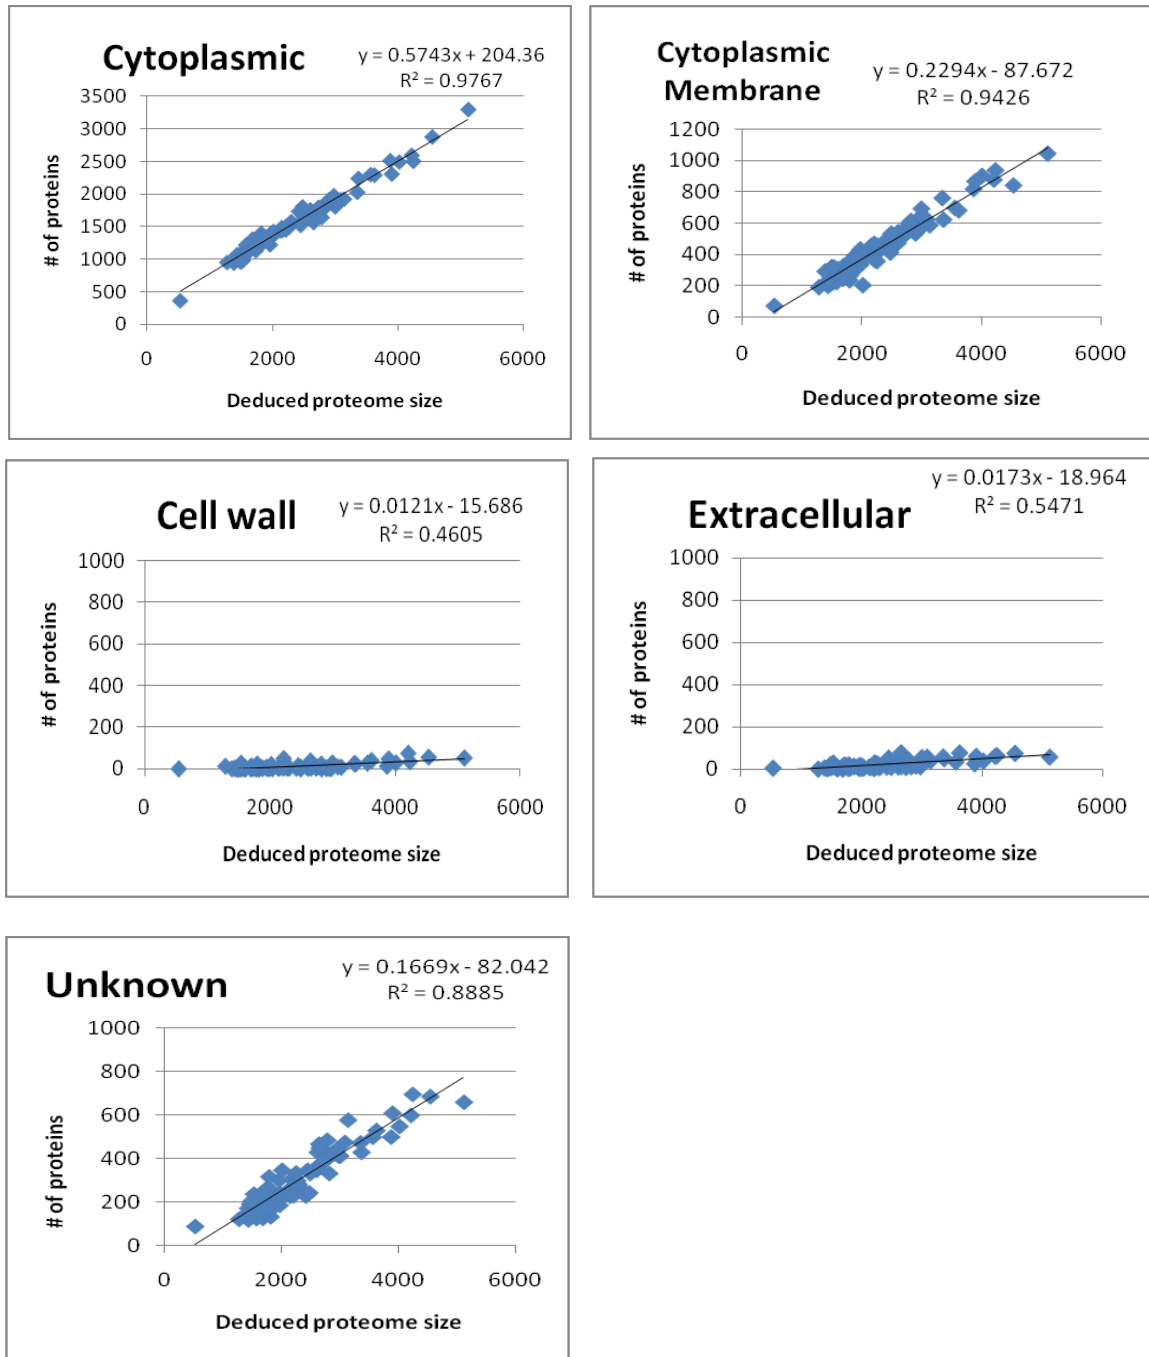 Cytoplasmic
y = 0.5743x + 204.36
R² = 0.9767
3500
3000
2500
2000
1500
1000
500
0
# of proteins
0 2000 4000 6000
Deduced proteome size
Cytoplasmic
Membrane
y = 0.2294x - 87.672
R² = 0.9426
1200
1000
800
600
400
200
0
# of proteins
0 2000 4000 6000
Deduced proteome size
Cell wall
y = 0.0121x - 15.686
R² = 0.4605
1000
800
600
400
200
0
# of proteins
0 2000 4000 6000
Deduced proteome size
Extracellular
y = 0.0173x - 18.964
R² = 0.5471
1000
800
600
400
200
0
# of proteins
0 2000 4000 6000
Deduced proteome size
Unknown
y = 0.1669x - 82.042
R² = 0.8885
1000
800
600
400
200
0
# of proteins
0 2000 4000 6000
Deduced proteome size